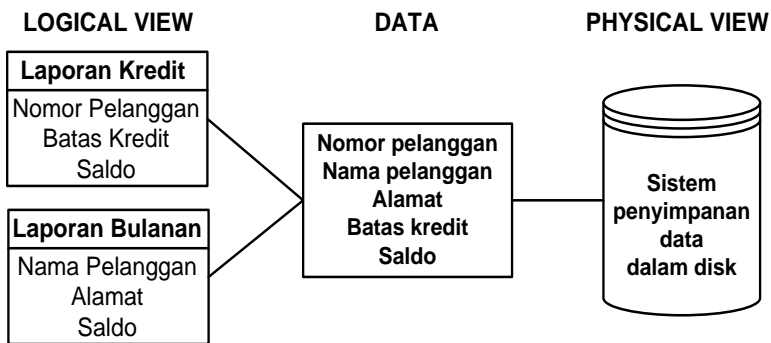 LOGICAL VIEW
DATA
PHYSICAL VIEW
Laporan Kredit
Nomor Pelanggan
Batas Kredit
Saldo
Laporan Bulanan
Nama Pelanggan
Alamat
Saldo
Nomor pelanggan
Nama pelanggan
Alamat
Batas kredit
Saldo
Sistem
penyimpanan
data
dalam disk